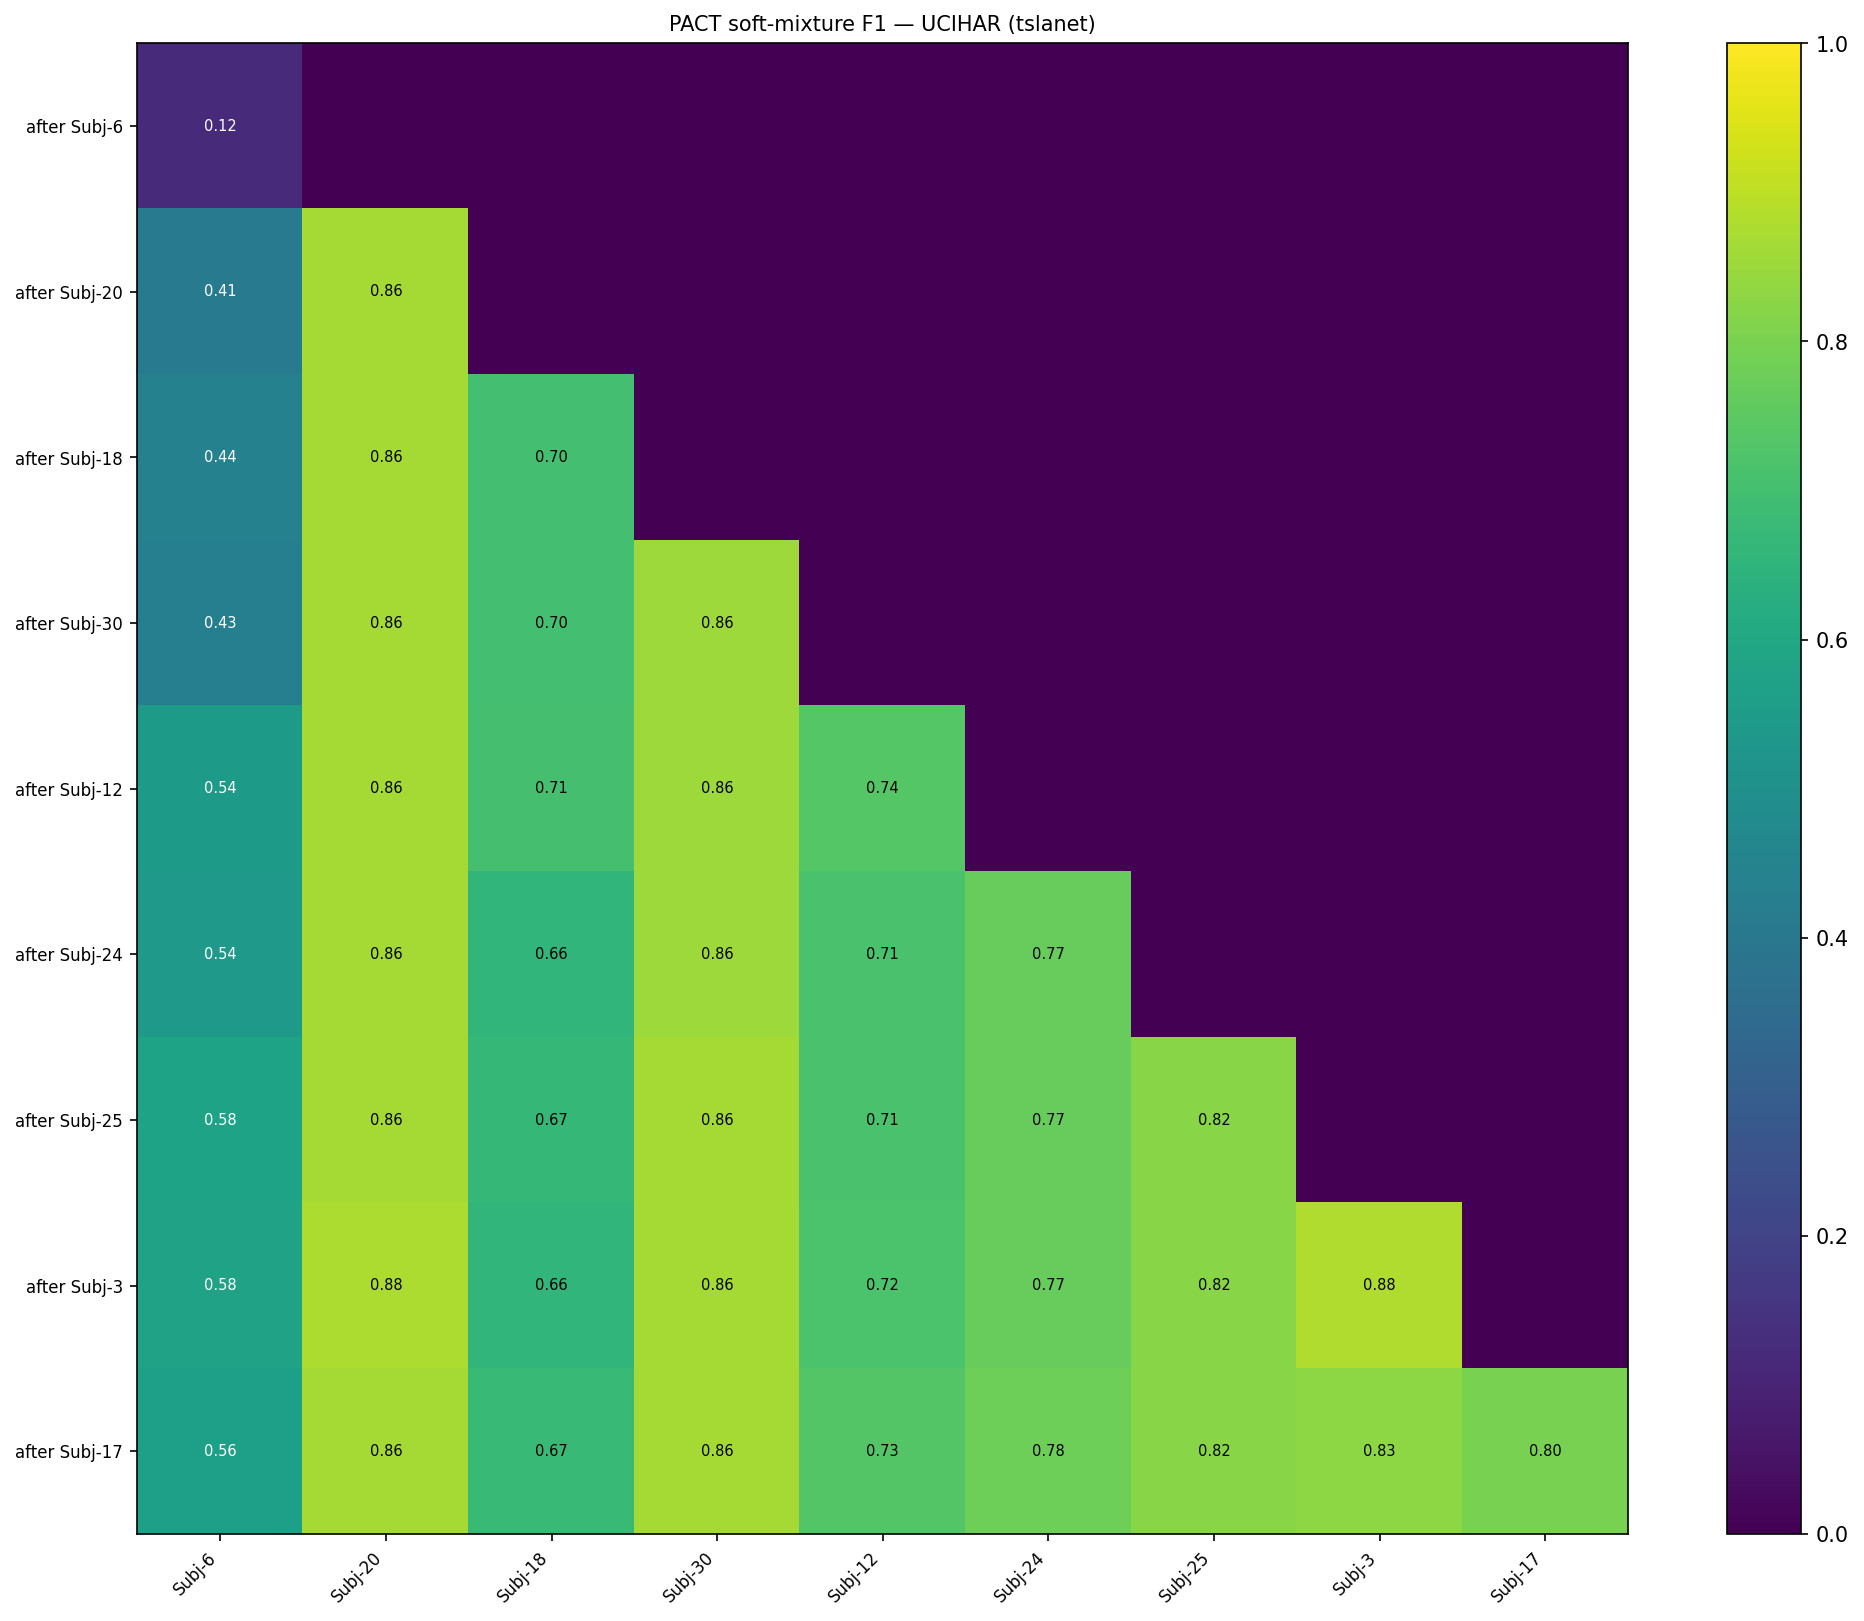 PACT soft-mixture F1 — UCIHAR (tslanet)
after Subj-6 0.12
after Subj-20 0.41 0.86
after Subj-18 0.44 0.86 0.70
after Subj-30 0.43 0.86 0.70 0.86
after Subj-12 0.54 0.86 0.71 0.86 0.74
after Subj-24 0.54 0.86 0.66 0.86 0.71 0.77
after Subj-25 0.58 0.86 0.67 0.86 0.71 0.77 0.82
after Subj-3 0.58 0.88 0.66 0.86 0.72 0.77 0.82 0.88
after Subj-17 0.56 0.86 0.67 0.86 0.73 0.78 0.82 0.83 0.80
Subj-6 Subj-20 Subj-18 Subj-30 Subj-12 Subj-24 Subj-25 Subj-3 Subj-17
1.0
0.8
0.6
0.4
0.2
0.0